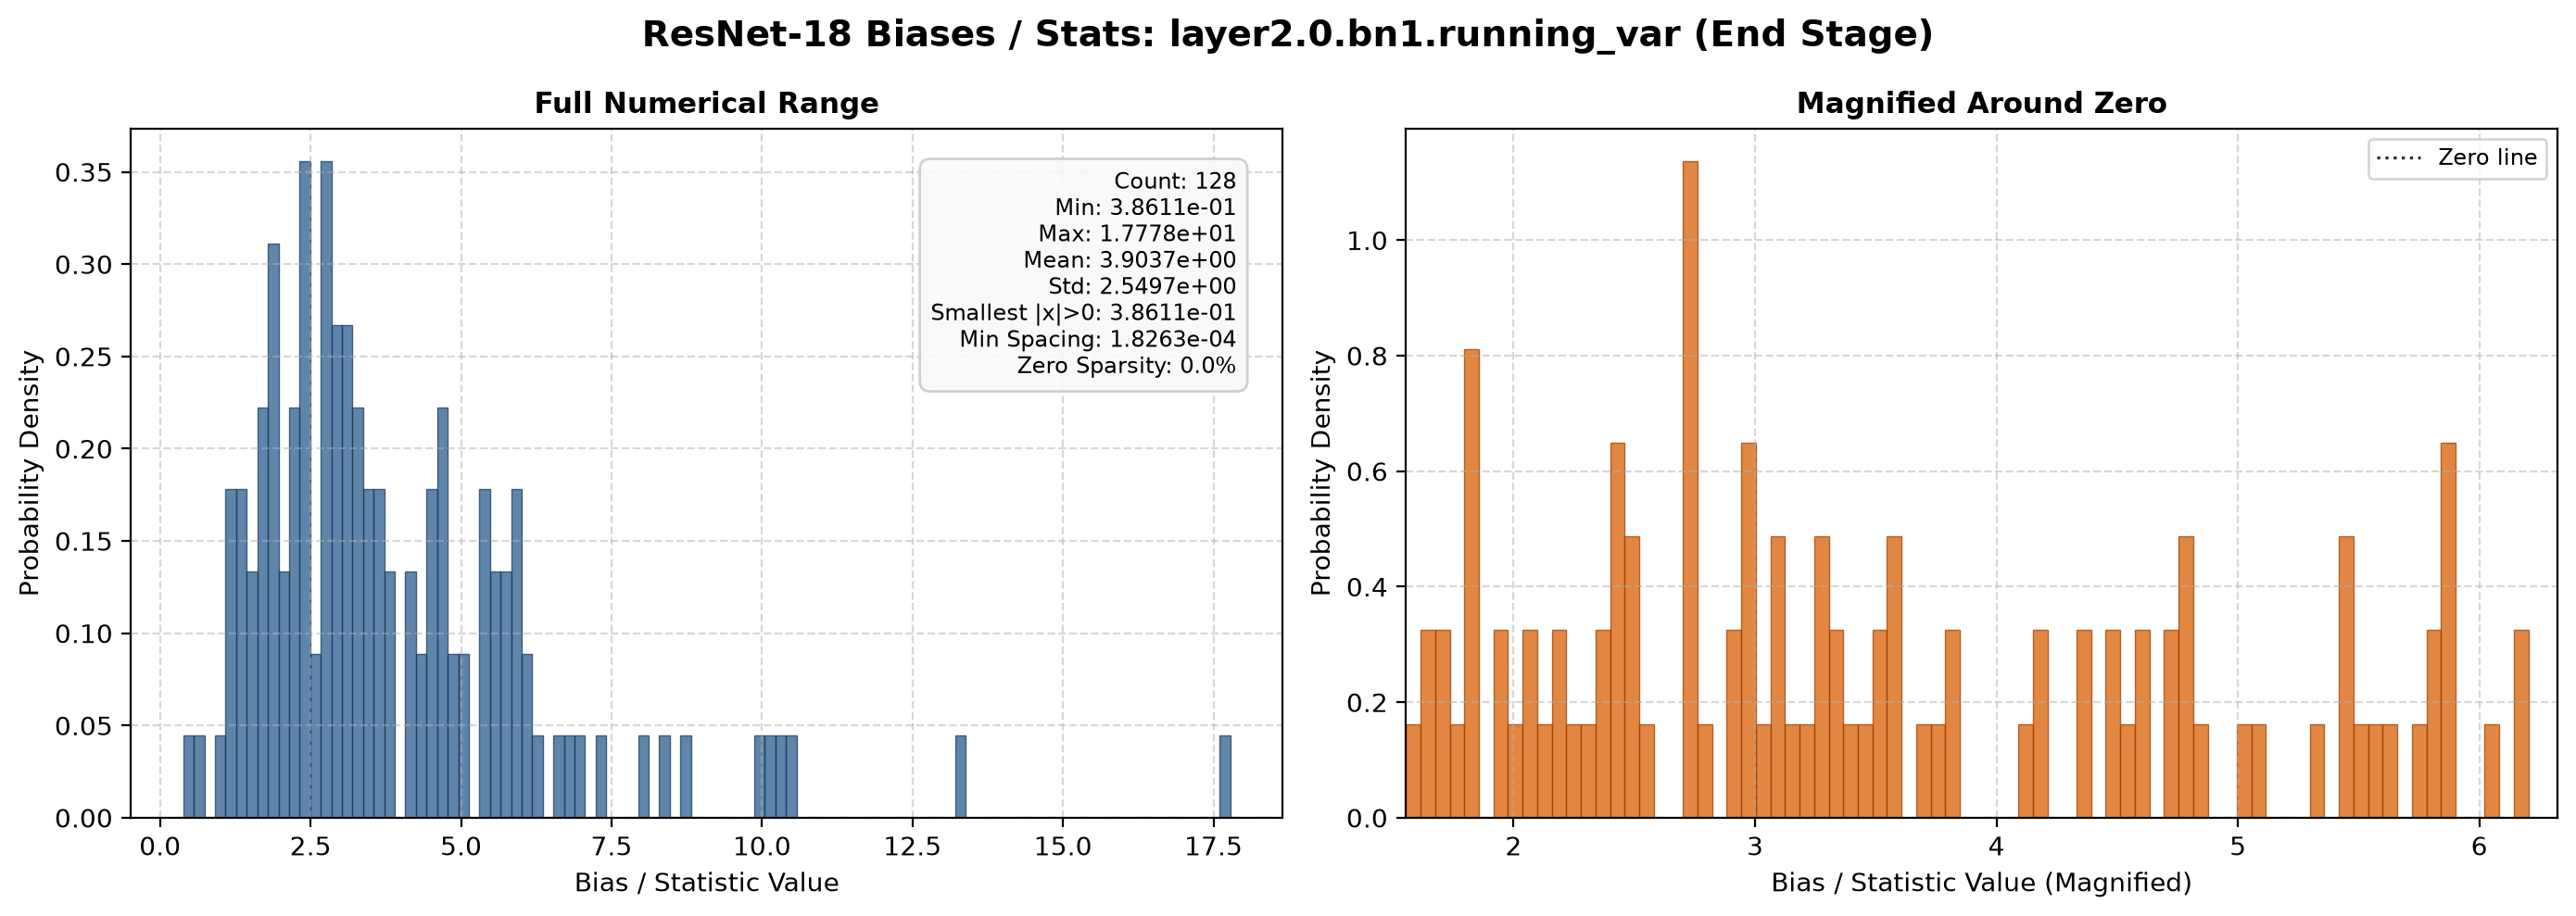 ResNet-18 Biases / Stats: layer2.0.bn1.running_var (End Stage)
Full Numerical Range
Probability Density
0.35
0.30
0.25
0.20
0.15
0.10
0.05
0.00
Count: 128
Min: 3.8611e-01
Max: 1.7778e+01
Mean: 3.9037e+00
Std: 2.5497e+00
Smallest |x|>0: 3.8611e-01
Min Spacing: 1.8263e-04
Zero Sparsity: 0.0%
0.0 2.5 5.0 7.5 10.0 12.5 15.0 17.5
Bias / Statistic Value
Magnified Around Zero
Probability Density
1.0
0.8
0.6
0.4
0.2
0.0
Zero line
2 3 4 5 6
Bias / Statistic Value (Magnified)